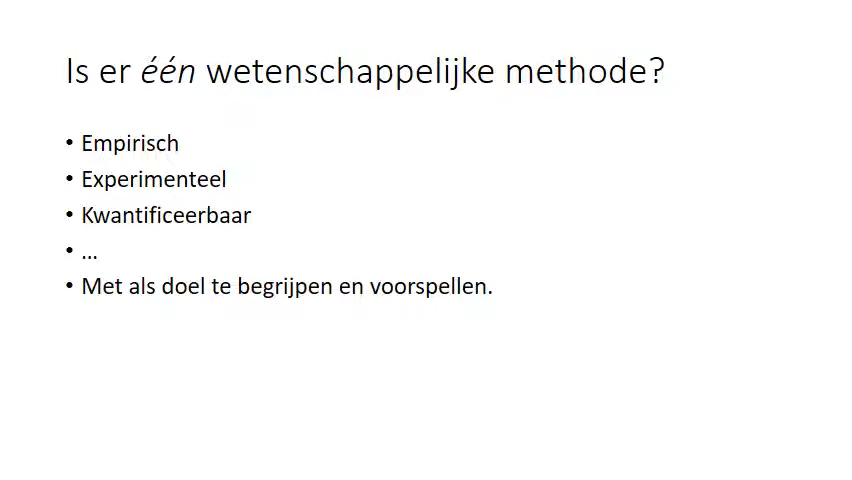 Is er één wetenschappelijke methode?
• Empirisch
• Experimenteel
• Kwantificeerbaar
• ...
• Met als doel te begrijpen en voorspellen.